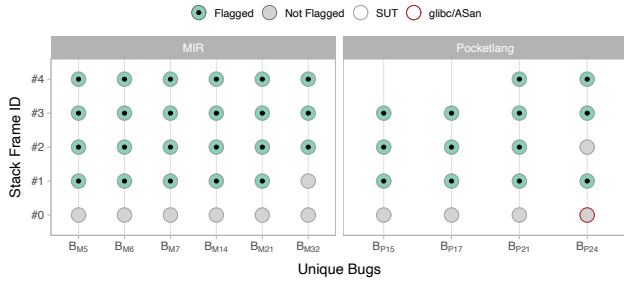 Flagged Not Flagged SUT glibc/ASan
MIR Pocketlang
Stack Frame ID
#4
#3
#2
#1
#0
BM5 BM6 BM7 BM14 BM21 BM32 BP15 BP17 BP21 BP24
Unique Bugs